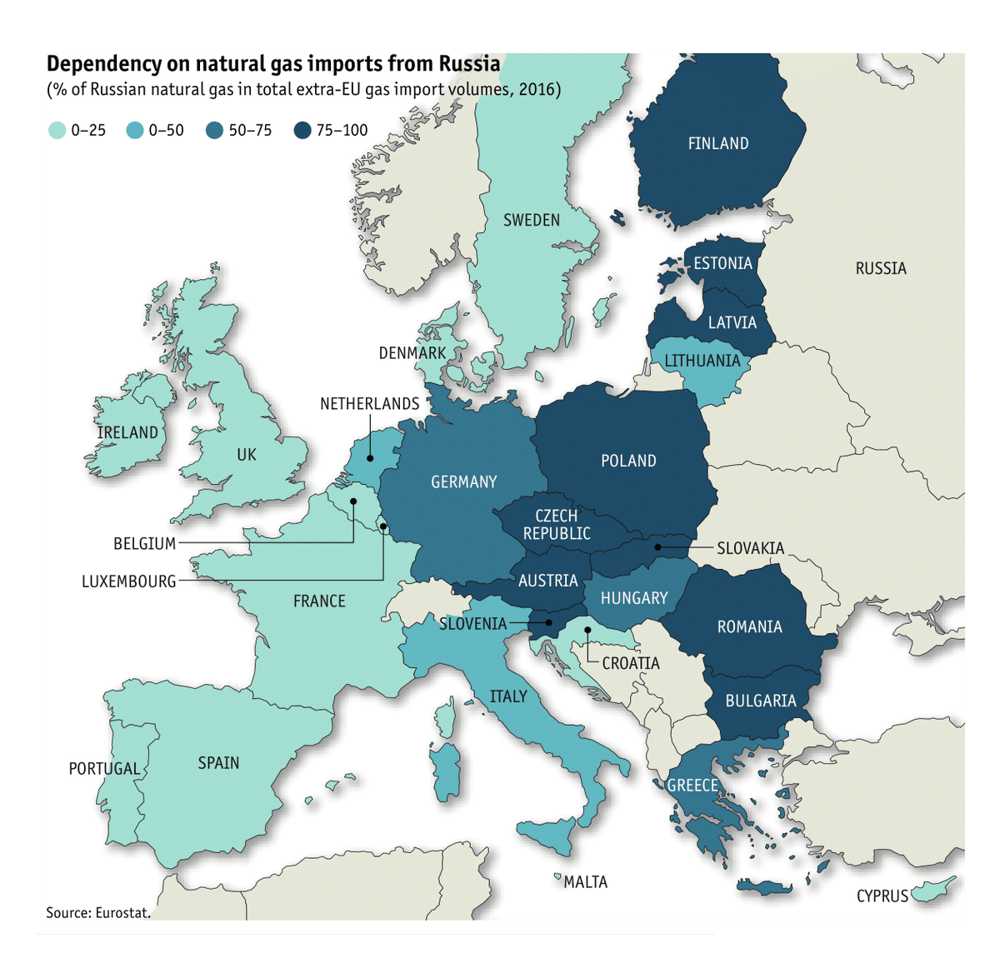 Dependency on natural gas imports from Russia
(% of Russian natural gas in total extra-EU gas import volumes, 2016)
0–25 0–50 50–75 75–100
FINLAND
SWEDEN
ESTONIA
RUSSIA
LATVIA
DENMARK
LITHUANIA
NETHERLANDS
IRELAND
UK
POLAND
GERMANY
CZECH
REPUBLIC
BELGIUM
SLOVAKIA
LUXEMBOURG
AUSTRIA
FRANCE
HUNGARY
SLOVENIA
ROMANIA
CROATIA
ITALY
BULGARIA
PORTUGAL
SPAIN
GREECE
MALTA
CYPRUS
Source: Eurostat.